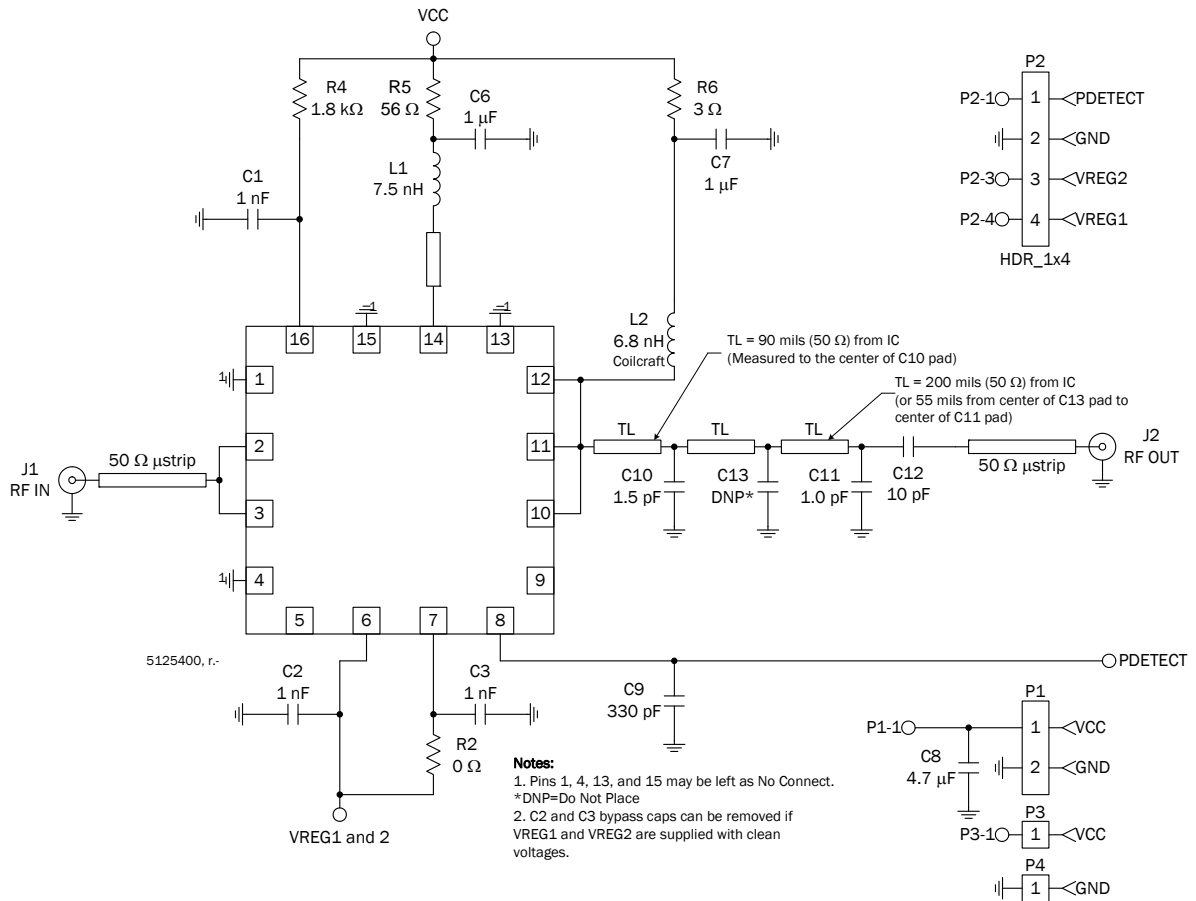 VCC
P2
R4
1.8 kΩ
R5
56 Ω
C6
1 µF
R6
3 Ω
P2-1
1
PDETECT
2
GND
C7
1 µF
L1
7.5 nH
C1
1 nF
P2-3
3
VREG2
P2-4
4
VREG1
HDR_1x4
1
1
16
15
14
13
L2
6.8 nH
Coilcraft
TL = 90 mils (50 Ω) from IC
(Measured to the center of C10 pad)
1
1
12
TL = 200 mils (50 Ω) from IC
(or 55 mils from center of C13 pad to
center of C11 pad)
J1
RF IN
50 Ω µstrip
2
11
TL
TL
TL
J2
RF OUT
C10
1.5 pF
C13
DNP*
C11
1.0 pF
C12
10 pF
50 Ω µstrip
3
10
1
4
9
5
6
7
8
5125400, r.-
PDETECT
C2
1 nF
C3
1 nF
C9
330 pF
P1
P1-1
1
VCC
R2
0 Ω
C8
4.7 µF
2
GND
Notes:
1. Pins 1, 4, 13, and 15 may be left as No Connect.
*DNP=Do Not Place
2. C2 and C3 bypass caps can be removed if
VREG1 and VREG2 are supplied with clean
voltages.
VREG1 and 2
P3
P3-1
1
VCC
P4
1
GND